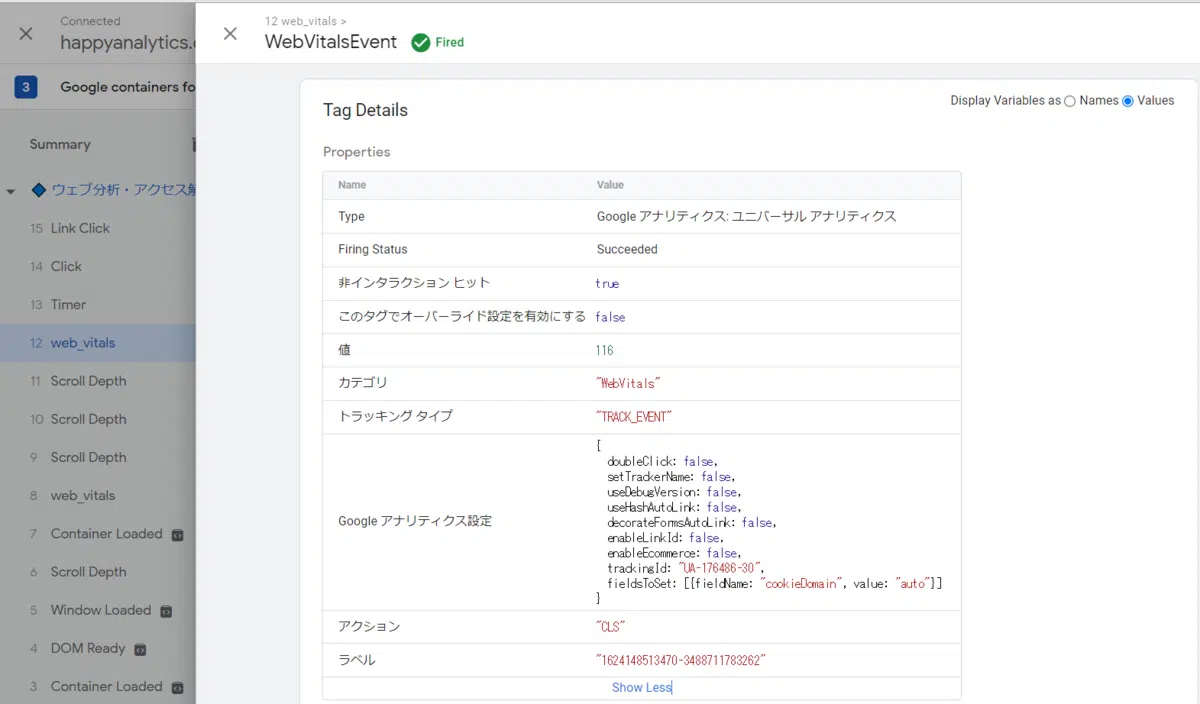 Connected
happyanalytics.c
3 Google containers fo
Summary
ウェブ分析・アクセス解
15 Link Click
14 Click
13 Timer
12 web_vitals
11 Scroll Depth
10 Scroll Depth
9 Scroll Depth
8 web_vitals
7 Container Loaded
6 Scroll Depth
5 Window Loaded
4 DOM Ready
3 Container Loaded
12 web_vitals >
WebVitalsEvent Fired
Tag Details
Display Variables as Names Values
Properties
Name Value
Type Google アナリティクス: ユニバーサル アナリティクス
Firing Status Succeeded
非インタラクション ヒット true
このタグでオーバーライド設定を有効にする false
値 116
カテゴリ "WebVitals"
トラッキング タイプ "TRACK_EVENT"
Google アナリティクス設定
{
doubleClick: false,
setTrackerName: false,
useDebugVersion: false,
useHashAutoLink: false,
decorateFormsAutoLink: false,
enableLinkId: false,
enableEcommerce: false,
trackingId: "UA-176486-30",
fieldsToSet: [{fieldName: "cookieDomain", value: "auto"}]
}
アクション "CLS"
ラベル "1624148513470-3488711783262"
Show Less